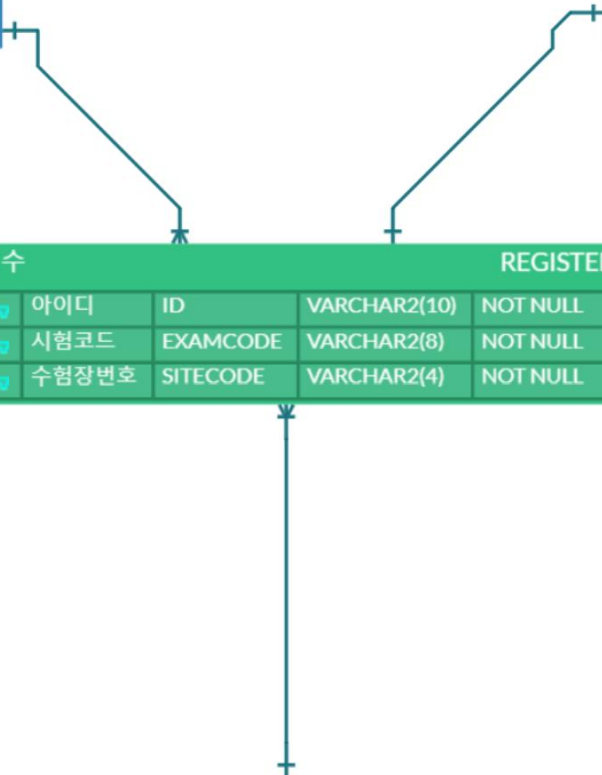 수 REGISTE
아이디 ID VARCHAR2(10) NOT NULL
시험코드 EXAMCODE VARCHAR2(8) NOT NULL
수험장번호 SITECODE VARCHAR2(4) NOT NULL